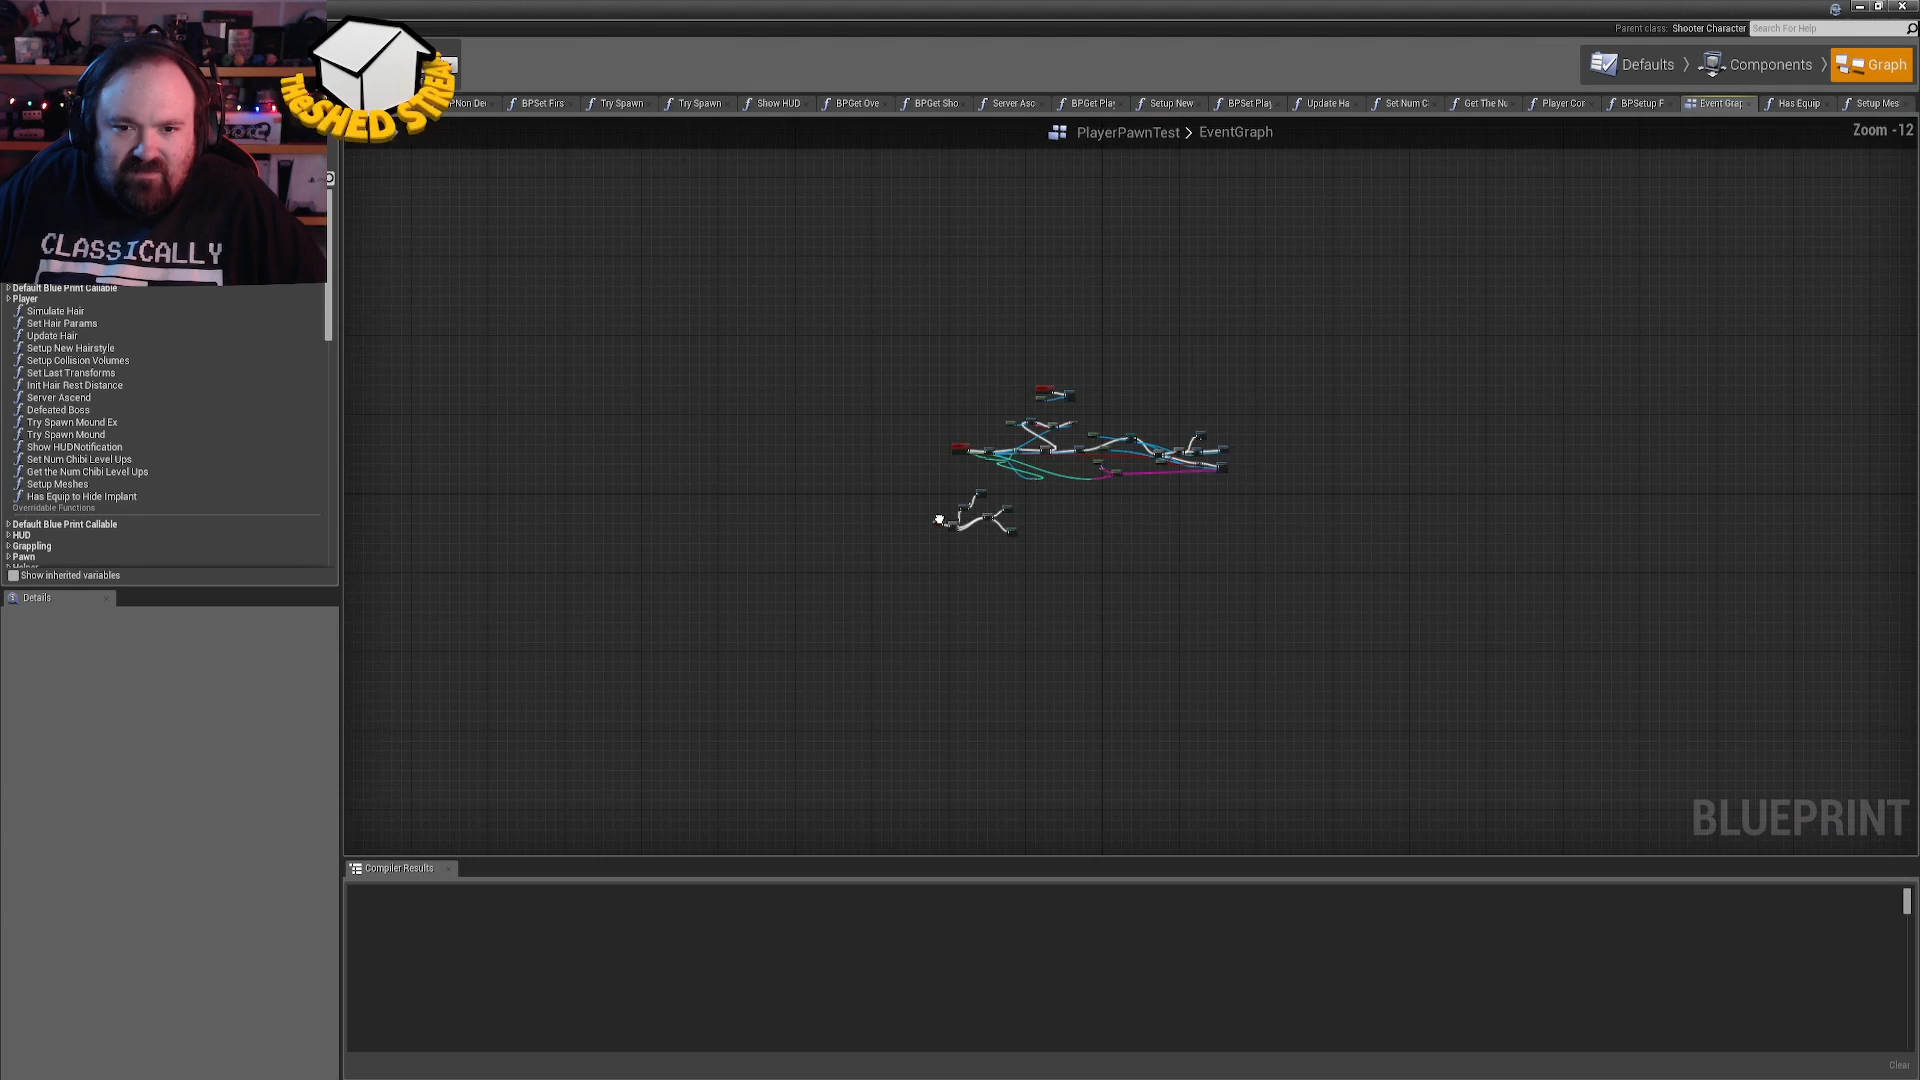 Parent class: Shooter Character Search For Help
THE SHED STREAM
Defaults Components Graph
BPSet Firs Try Spawn Try Spawn Show HUD BPGet Ove BPGet Sho Server Asc BPGet Play Setup New BPSet Play Update Ha Set Num C Get The Nu Player Cor BPSetup F Event Grap Has Equip Setup Mes
PlayerPawnTest > EventGraph
Zoom -12
CLASSICALLY
Default Blue Print Callable
Player
Simulate Hair
Set Hair Params
Update Hair
Setup New Hairstyle
Setup Collision Volumes
Set Last Transforms
Init Hair Rest Distance
Server Ascend
Defeated Boss
Try Spawn Mound Ex
Try Spawn Mound
Show HUDNotification
Set Num Chibi Level Ups
Get the Num Chibi Level Ups
Setup Meshes
Has Equip to Hide Implant
Overridable Functions
Default Blue Print Callable
HUD
Grappling
Pawn
Show inherited variables
Details
BLUEPRINT
Compiler Results
Clear